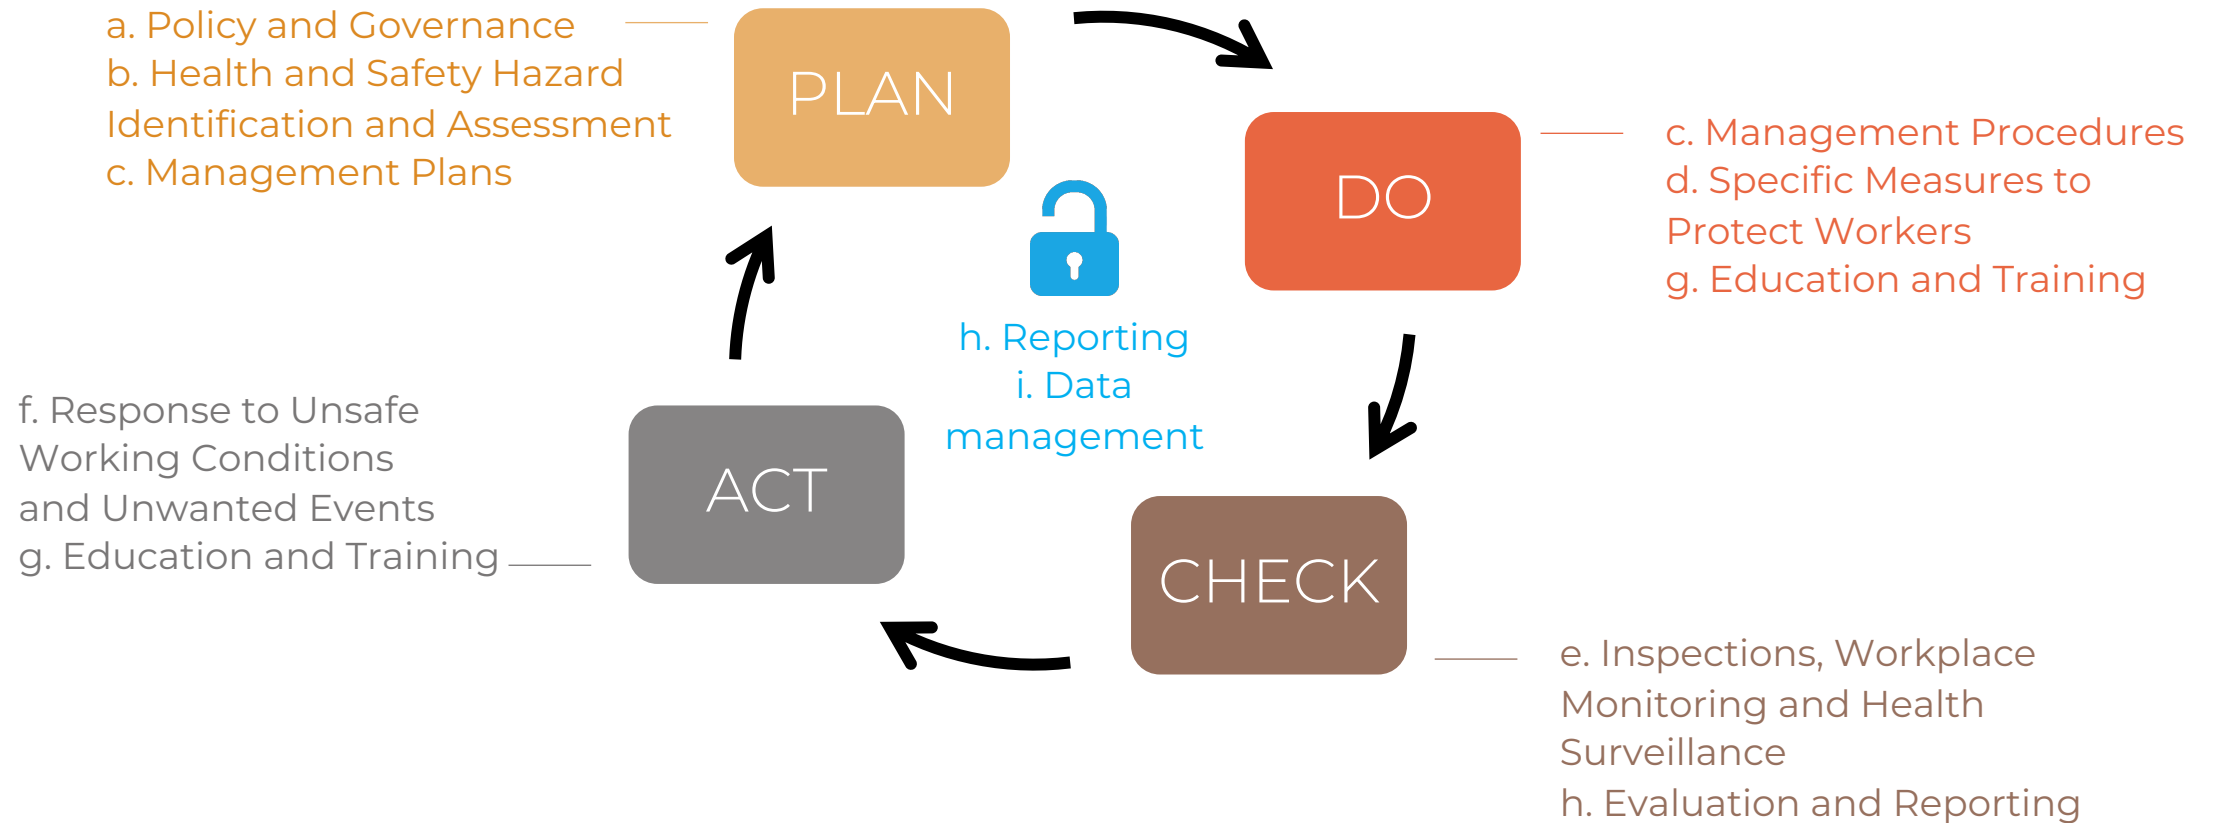 a. Policy and Governance
b. Health and Safety Hazard
Identification and Assessment
c. Management Plans
PLAN
DO
c. Management Procedures
d. Specific Measures to
Protect Workers
g. Education and Training
h. Reporting
i. Data
management
f. Response to Unsafe
Working Conditions
and Unwanted Events
g. Education and Training
ACT
CHECK
e. Inspections, Workplace
Monitoring and Health
Surveillance
h. Evaluation and Reporting